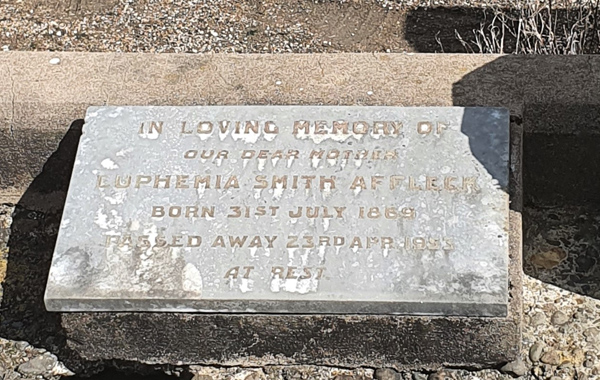 IN LOVING MEMORY OF
OUR DEAR MOTHER
EUPHEMIA SMITH AFFLECK
BORN 31ST JULY 1869
PASSED AWAY 23RD APR.
AT REST.